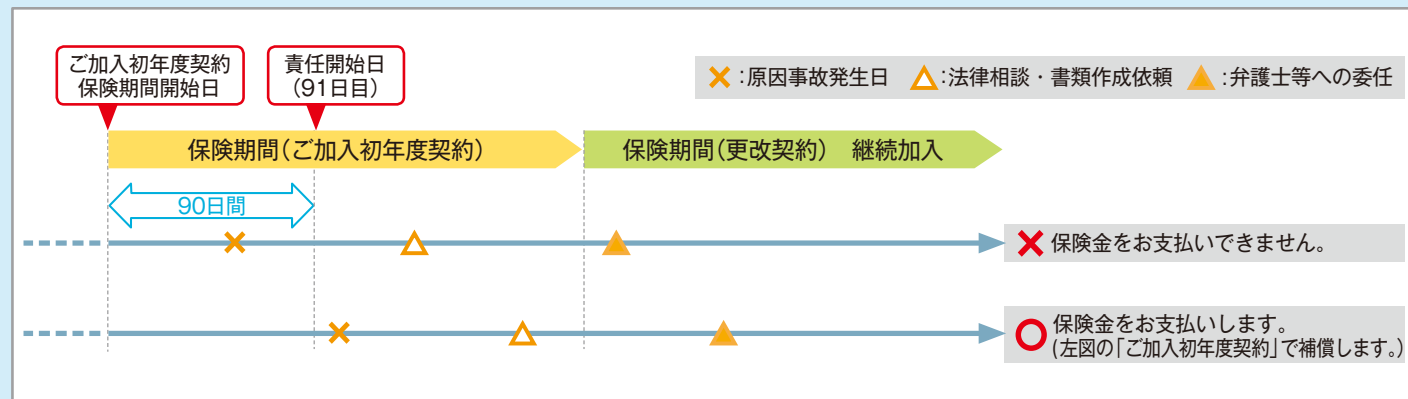 ご加入初年度契約
保険期間開始日
責任開始日
（91日目）
✕：原因事故発生日　△：法律相談・書類作成依頼　▲：弁護士等への委任
保険期間（ご加入初年度契約）
保険期間（更改契約）　継続加入
90日間
✕ 保険金をお支払いできません。
〇 保険金をお支払いします。
（左図の「ご加入初年度契約」で補償します。）